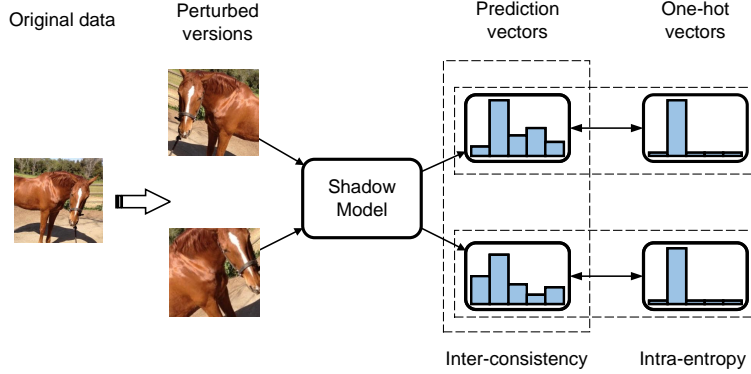 Original data
Perturbed
versions
Prediction
vectors
One-hot
vectors
Shadow
Model
Inter-consistency
Intra-entropy